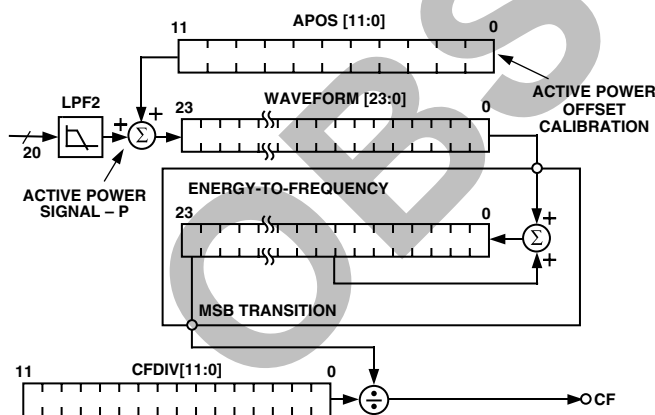 APOS [11:0]
11
0
LPF2
23
WAVEFORM [23:0]
0
ACTIVE POWER
OFFSET
CALIBRATION
+
+
Σ
20
ACTIVE POWER
SIGNAL – P
ENERGY-TO-FREQUENCY
23
0
+
Σ
+
MSB TRANSITION
11
CFDIV[11:0]
0
÷
CF
OBS